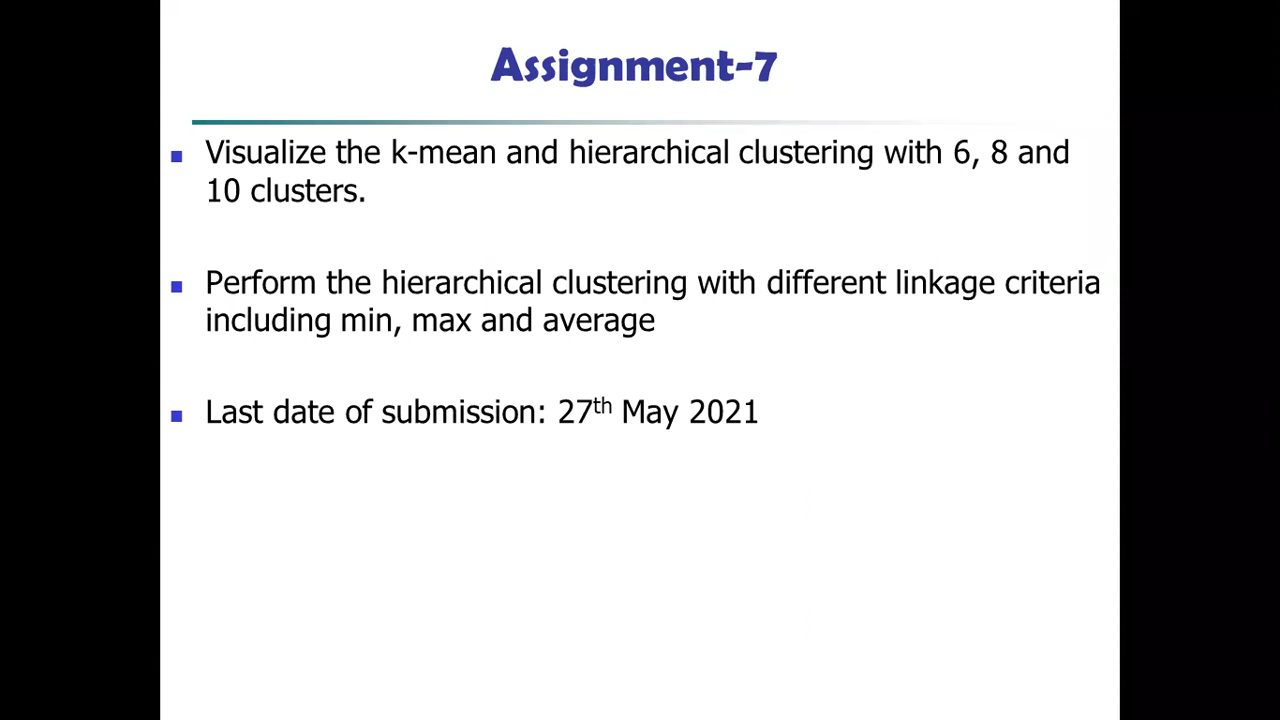 Assignment-7
Visualize the k-mean and hierarchical clustering with 6, 8 and
10 clusters.
Perform the hierarchical clustering with different linkage criteria
including min, max and average
Last date of submission: 27th May 2021